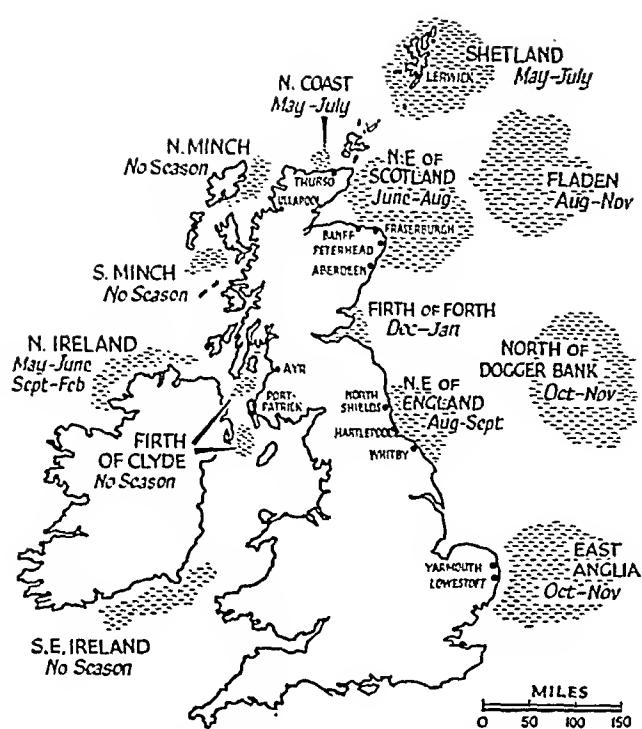 SHETLAND
LERWICK
May-July
N. COAST
May-July
N. MINCH
No Season
THURSO
ULLAPOOL
N.E OF
SCOTLAND
June-Aug
FLADEN
Aug-Nov
BANFF
FRASERBURGH
PETERHEAD
ABERDEEN
S. MINCH
No Season
FIRTH OF FORTH
Dec-Jan
N. IRELAND
May-June
Sept-Feb
NORTH OF
DOGGER BANK
Oct-Nov
AYR
PORT-
PATRICK
N.E OF
ENGLAND
Aug-Sept
NORTH
SHIELDS
HARTLEPOOL
WHITBY
FIRTH
OF CLYDE
No Season
EAST
ANGLIA
Oct-Nov
YARMOUTH
LOWESTOFT
S.E. IRELAND
No Season
MILES
0 50 100 150